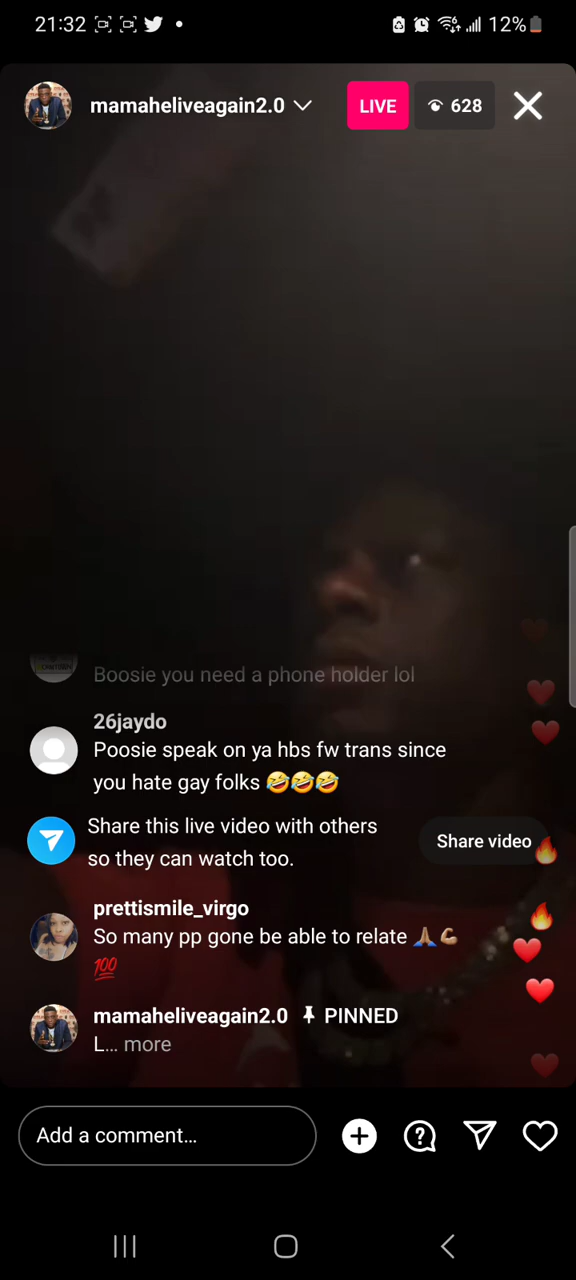 21:32
12%
mamaheliveagain2.0
LIVE
628
Boosie you need a phone holder lol
26jaydo
Poosie speak on ya hbs fw trans since
you hate gay folks 🤣🤣🤣
Share this live video with others
so they can watch too.
Share video
prettismile_virgo
So many pp gone be able to relate 🙏🏽💪🏽
💯
mamaheliveagain2.0 PINNED
L... more
Add a comment...